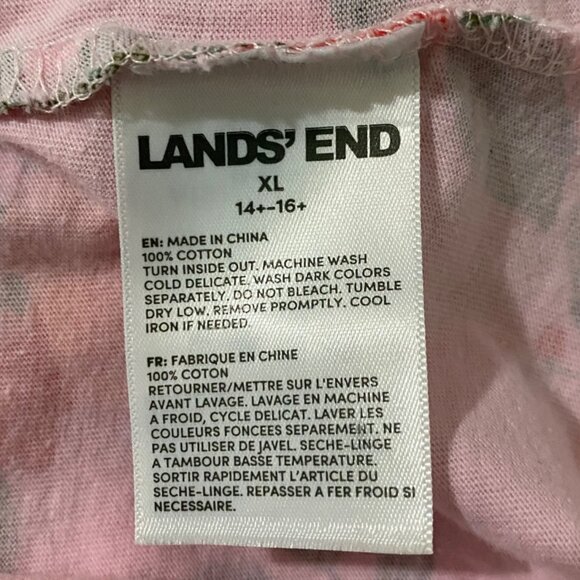 LANDS' END
XL
14+-16+
EN: MADE IN CHINA
100% COTTON
TURN INSIDE OUT. MACHINE WASH
COLD DELICATE. WASH DARK COLORS
SEPARATELY. DO NOT BLEACH. TUMBLE
DRY LOW. REMOVE PROMPTLY. COOL
IRON IF NEEDED.
FR: FABRIQUE EN CHINE
100% COTON
RETOURNER/METTRE SUR L'ENVERS
AVANT LAVAGE. LAVAGE EN MACHINE
A FROID, CYCLE DELICAT. LAVER LES
COULEURS FONCEES SEPAREMENT. NE
PAS UTILISER DE JAVEL. SECHE-LINGE
A TAMBOUR BASSE TEMPERATURE.
SORTIR RAPIDEMENT L'ARTICLE DU
SECHE-LINGE. REPASSER A FER FROID SI
NECESSAIRE.